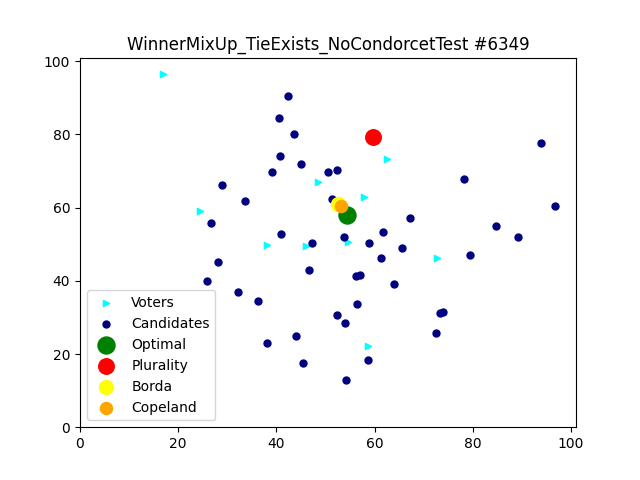 WinnerMixUp_TieExists_NoCondorcetTest #6349
100
80
60
40
20
0
Voters
Candidates
Optimal
Plurality
Borda
Copeland
0 20 40 60 80 100